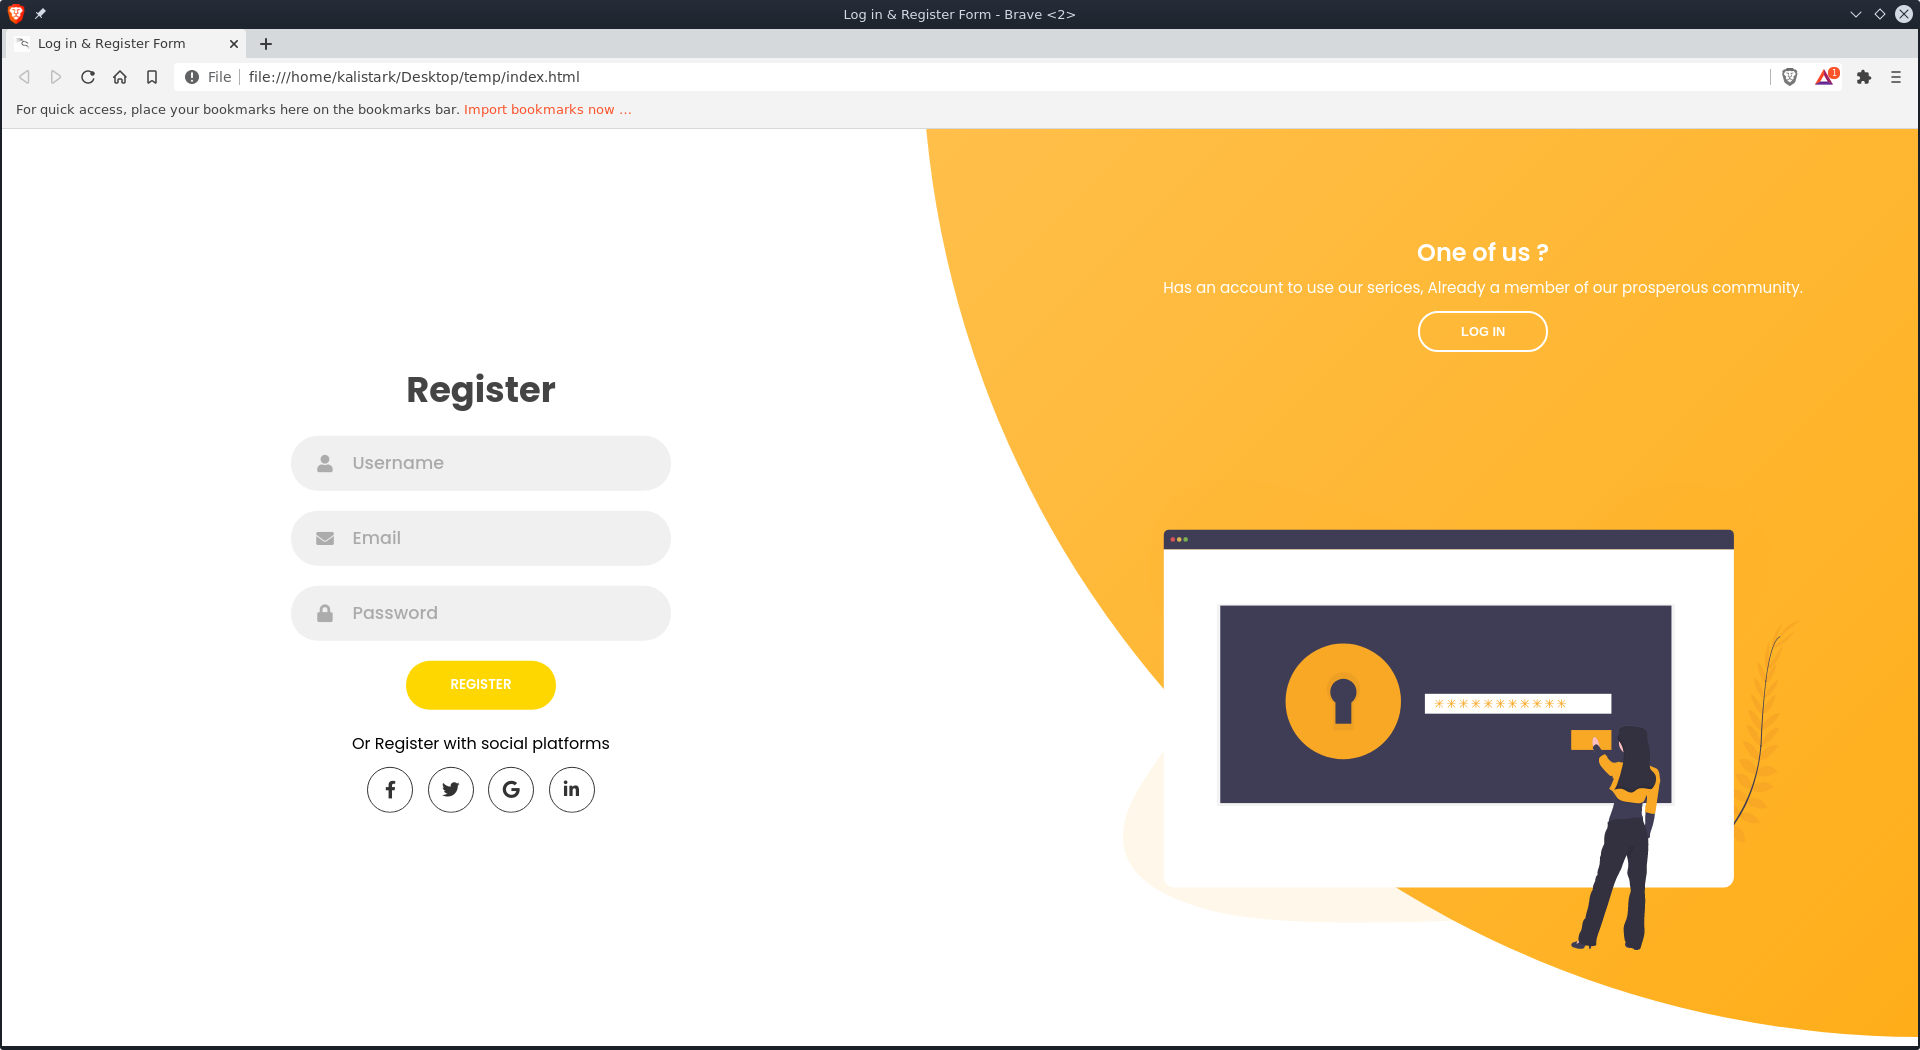 Log in & Register Form - Brave <2>
Log in & Register Form
File
file:///home/kalistark/Desktop/temp/index.html
1
For quick access, place your bookmarks here on the bookmarks bar. Import bookmarks now ...
One of us ?
Has an account to use our serices, Already a member of our prosperous community.
LOG IN
Register
Username
Email
Password
REGISTER
Or Register with social platforms
***********